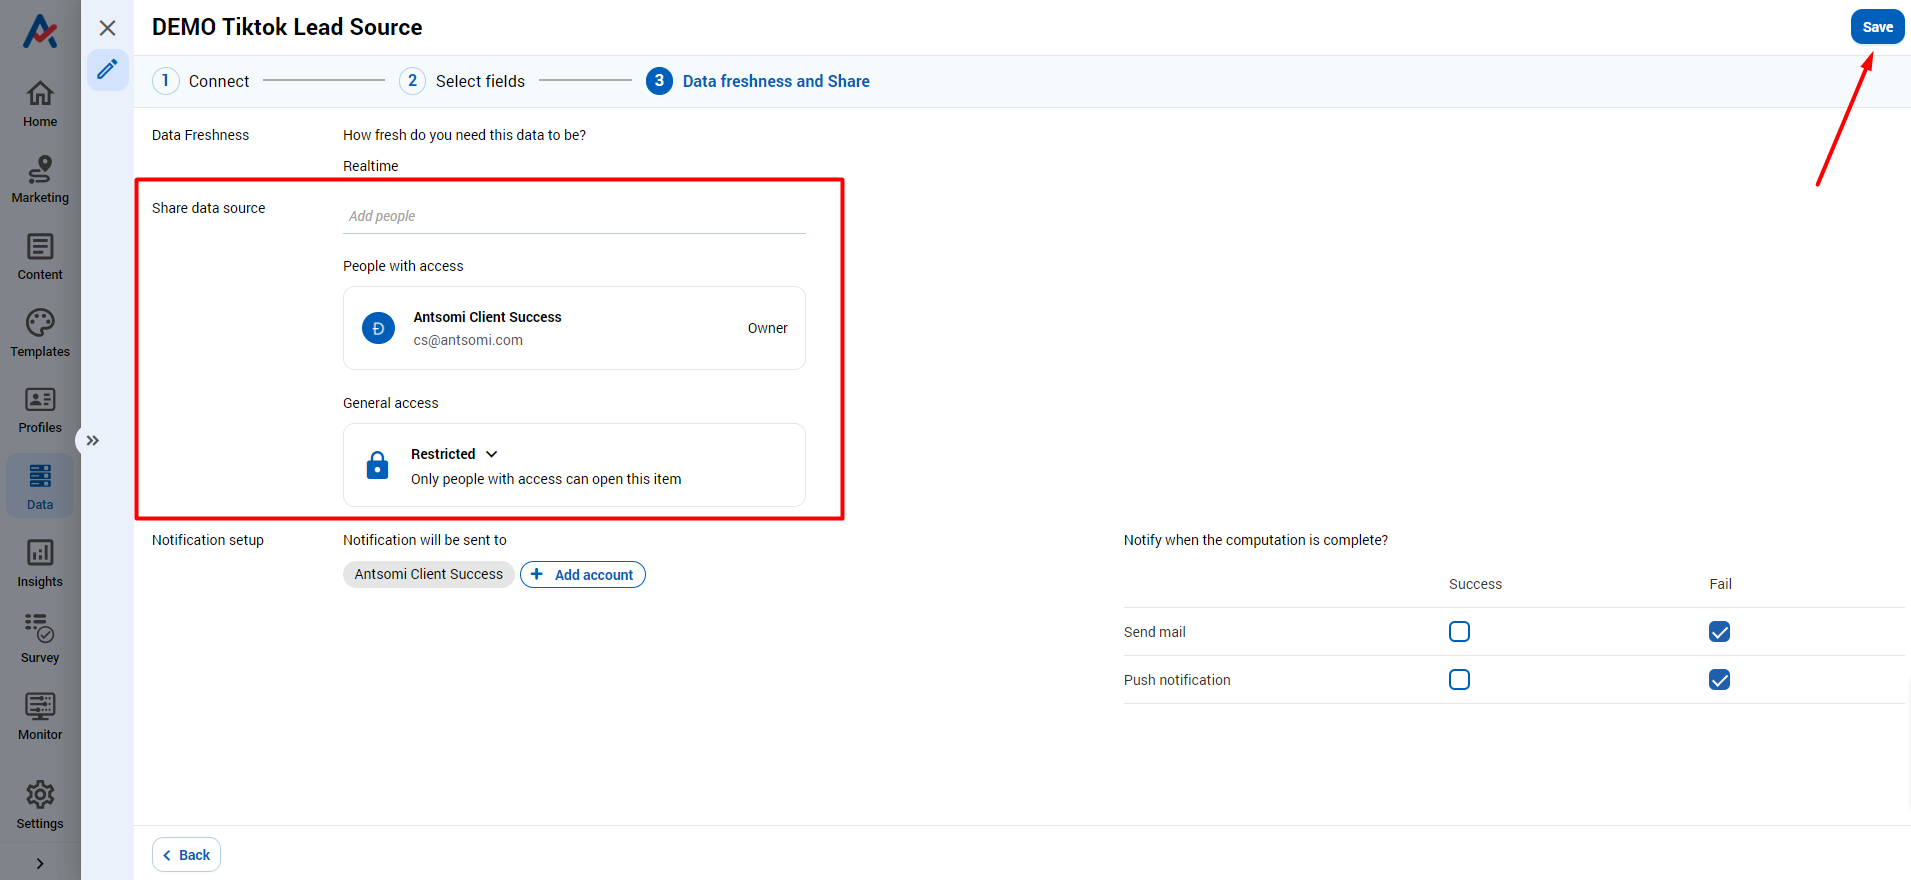 DEMO Tiktok Lead Source
Save
1 Connect 2 Select fields 3 Data freshness and Share
Home
Marketing
Content
Templates
Profiles
Data
Insights
Survey
Monitor
Settings
Data Freshness
How fresh do you need this data to be?
Realtime
Share data source
Add people
People with access
Đ
Antsomi Client Success
cs@antsomi.com
Owner
General access
Restricted
Only people with access can open this item
Notification setup
Notification will be sent to
Antsomi Client Success
+ Add account
Notify when the computation is complete?
Success Fail
Send mail
Push notification
Back